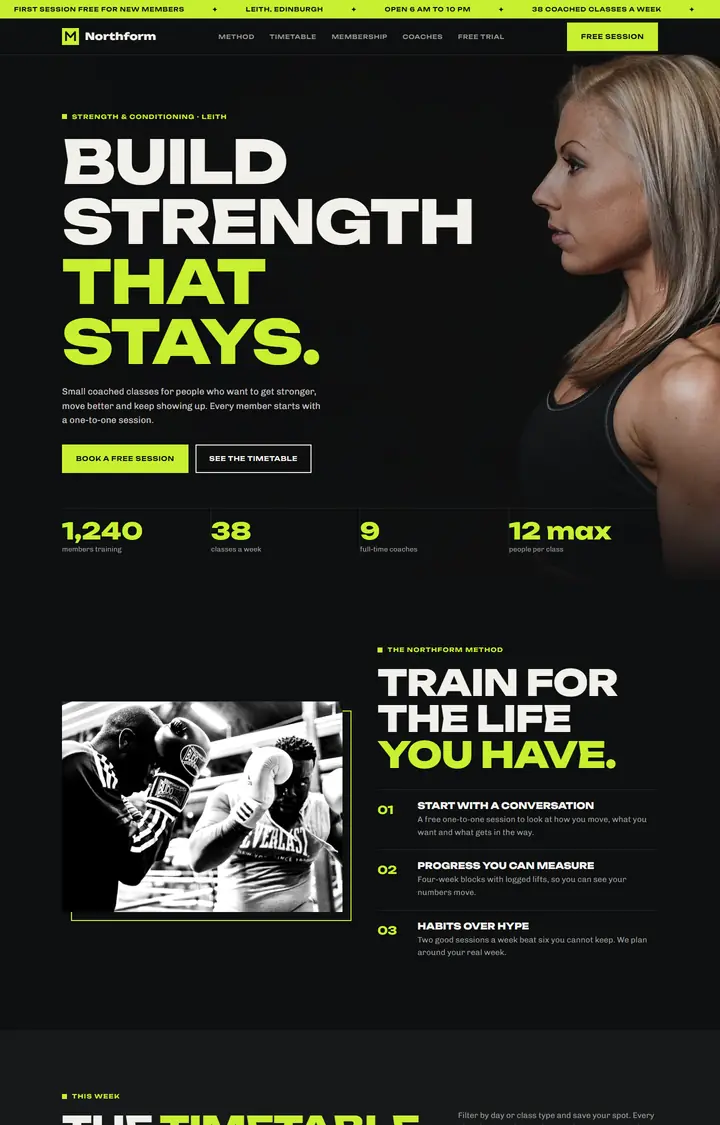 FIRST SESSION FREE FOR NEW MEMBERS ✦ LEITH, EDINBURGH ✦ OPEN 6 AM TO 10 PM ✦ 38 COACHED CLASSES A WEEK ✦
Northform METHOD TIMETABLE MEMBERSHIP COACHES FREE TRIAL FREE SESSION
STRENGTH & CONDITIONING · LEITH
BUILD
STRENGTH
THAT
STAYS.
Small coached classes for people who want to get stronger,
move better and keep showing up. Every member starts with
a one-to-one session.
BOOK A FREE SESSION SEE THE TIMETABLE
1,240 38 9 12 max
members training classes a week full-time coaches people per class
THE NORTHFORM METHOD
TRAIN FOR
THE LIFE
YOU HAVE.
EVERLAST
01 START WITH A CONVERSATION
A free one-to-one session to look at how you move, what you
want and what gets in the way.
02 PROGRESS YOU CAN MEASURE
Four-week blocks with logged lifts, so you can see your
numbers move.
03 HABITS OVER HYPE
Two good sessions a week beat six you cannot keep. We plan
around your real week.
THIS WEEK
THE TIMETABLE
Filter by day or class type and save your spot. Every